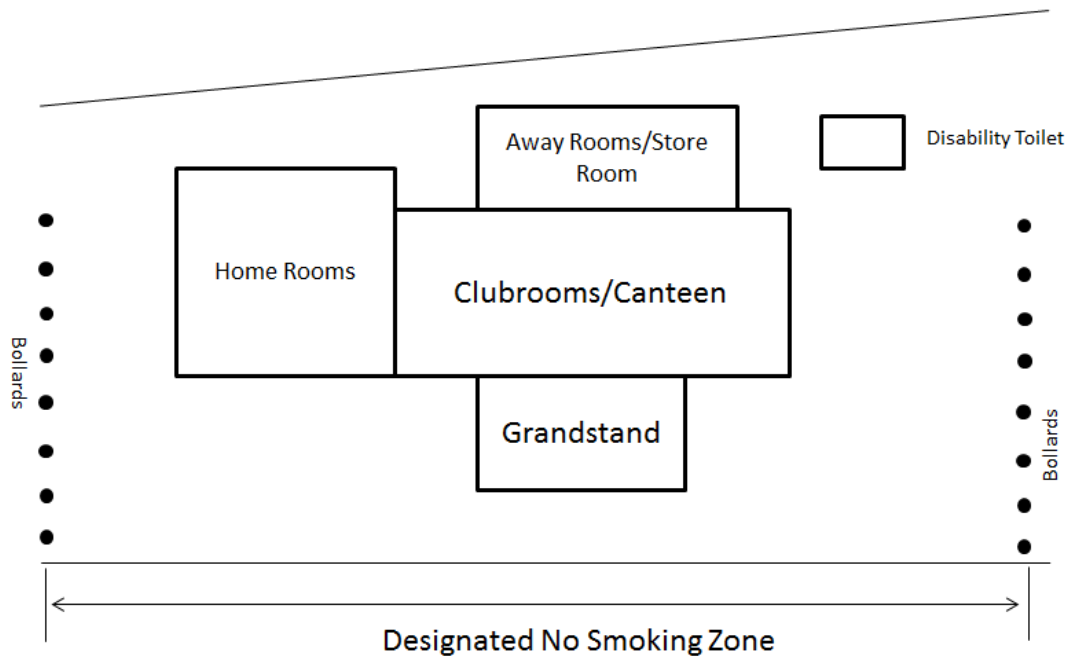 Away Rooms/Store
Room
Disability Toilet
Home Rooms
Clubrooms/Canteen
Bollards
Grandstand
Bollards
Designated No Smoking Zone